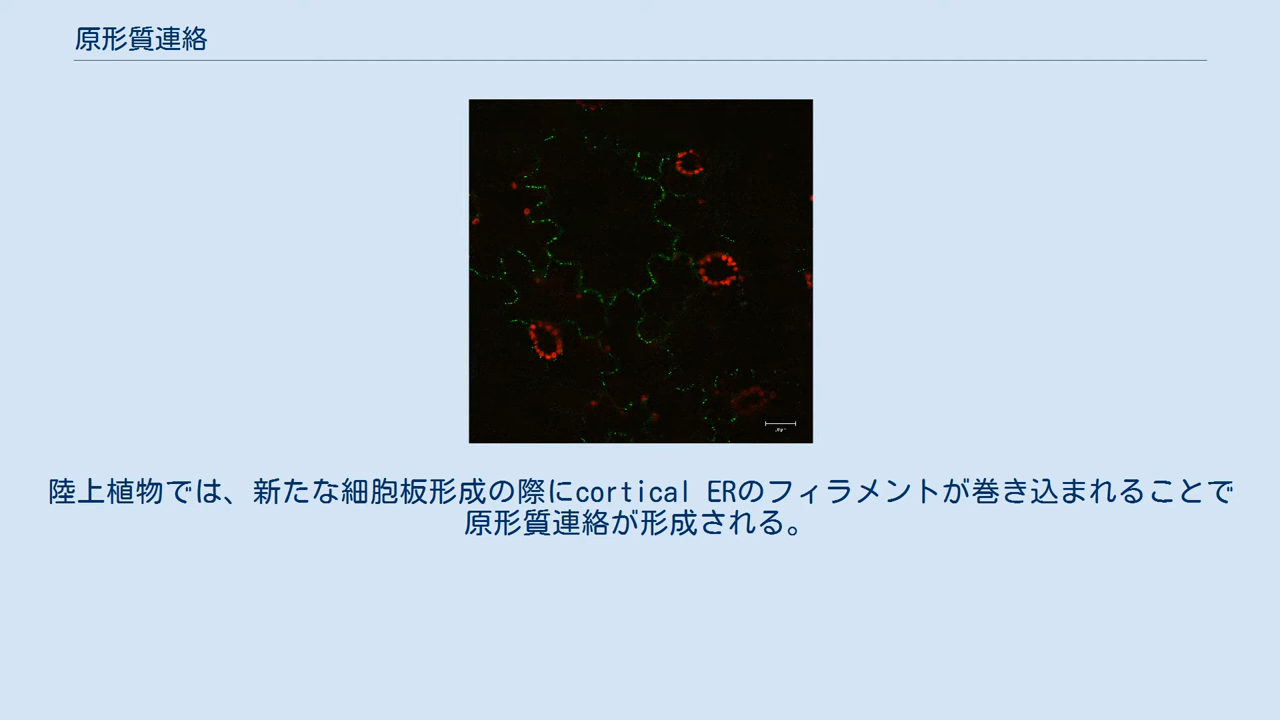 原形質連絡
陸上植物では、新たな細胞板形成の際にcortical ERのフィラメントが巻き込まれることで
原形質連絡が形成される。